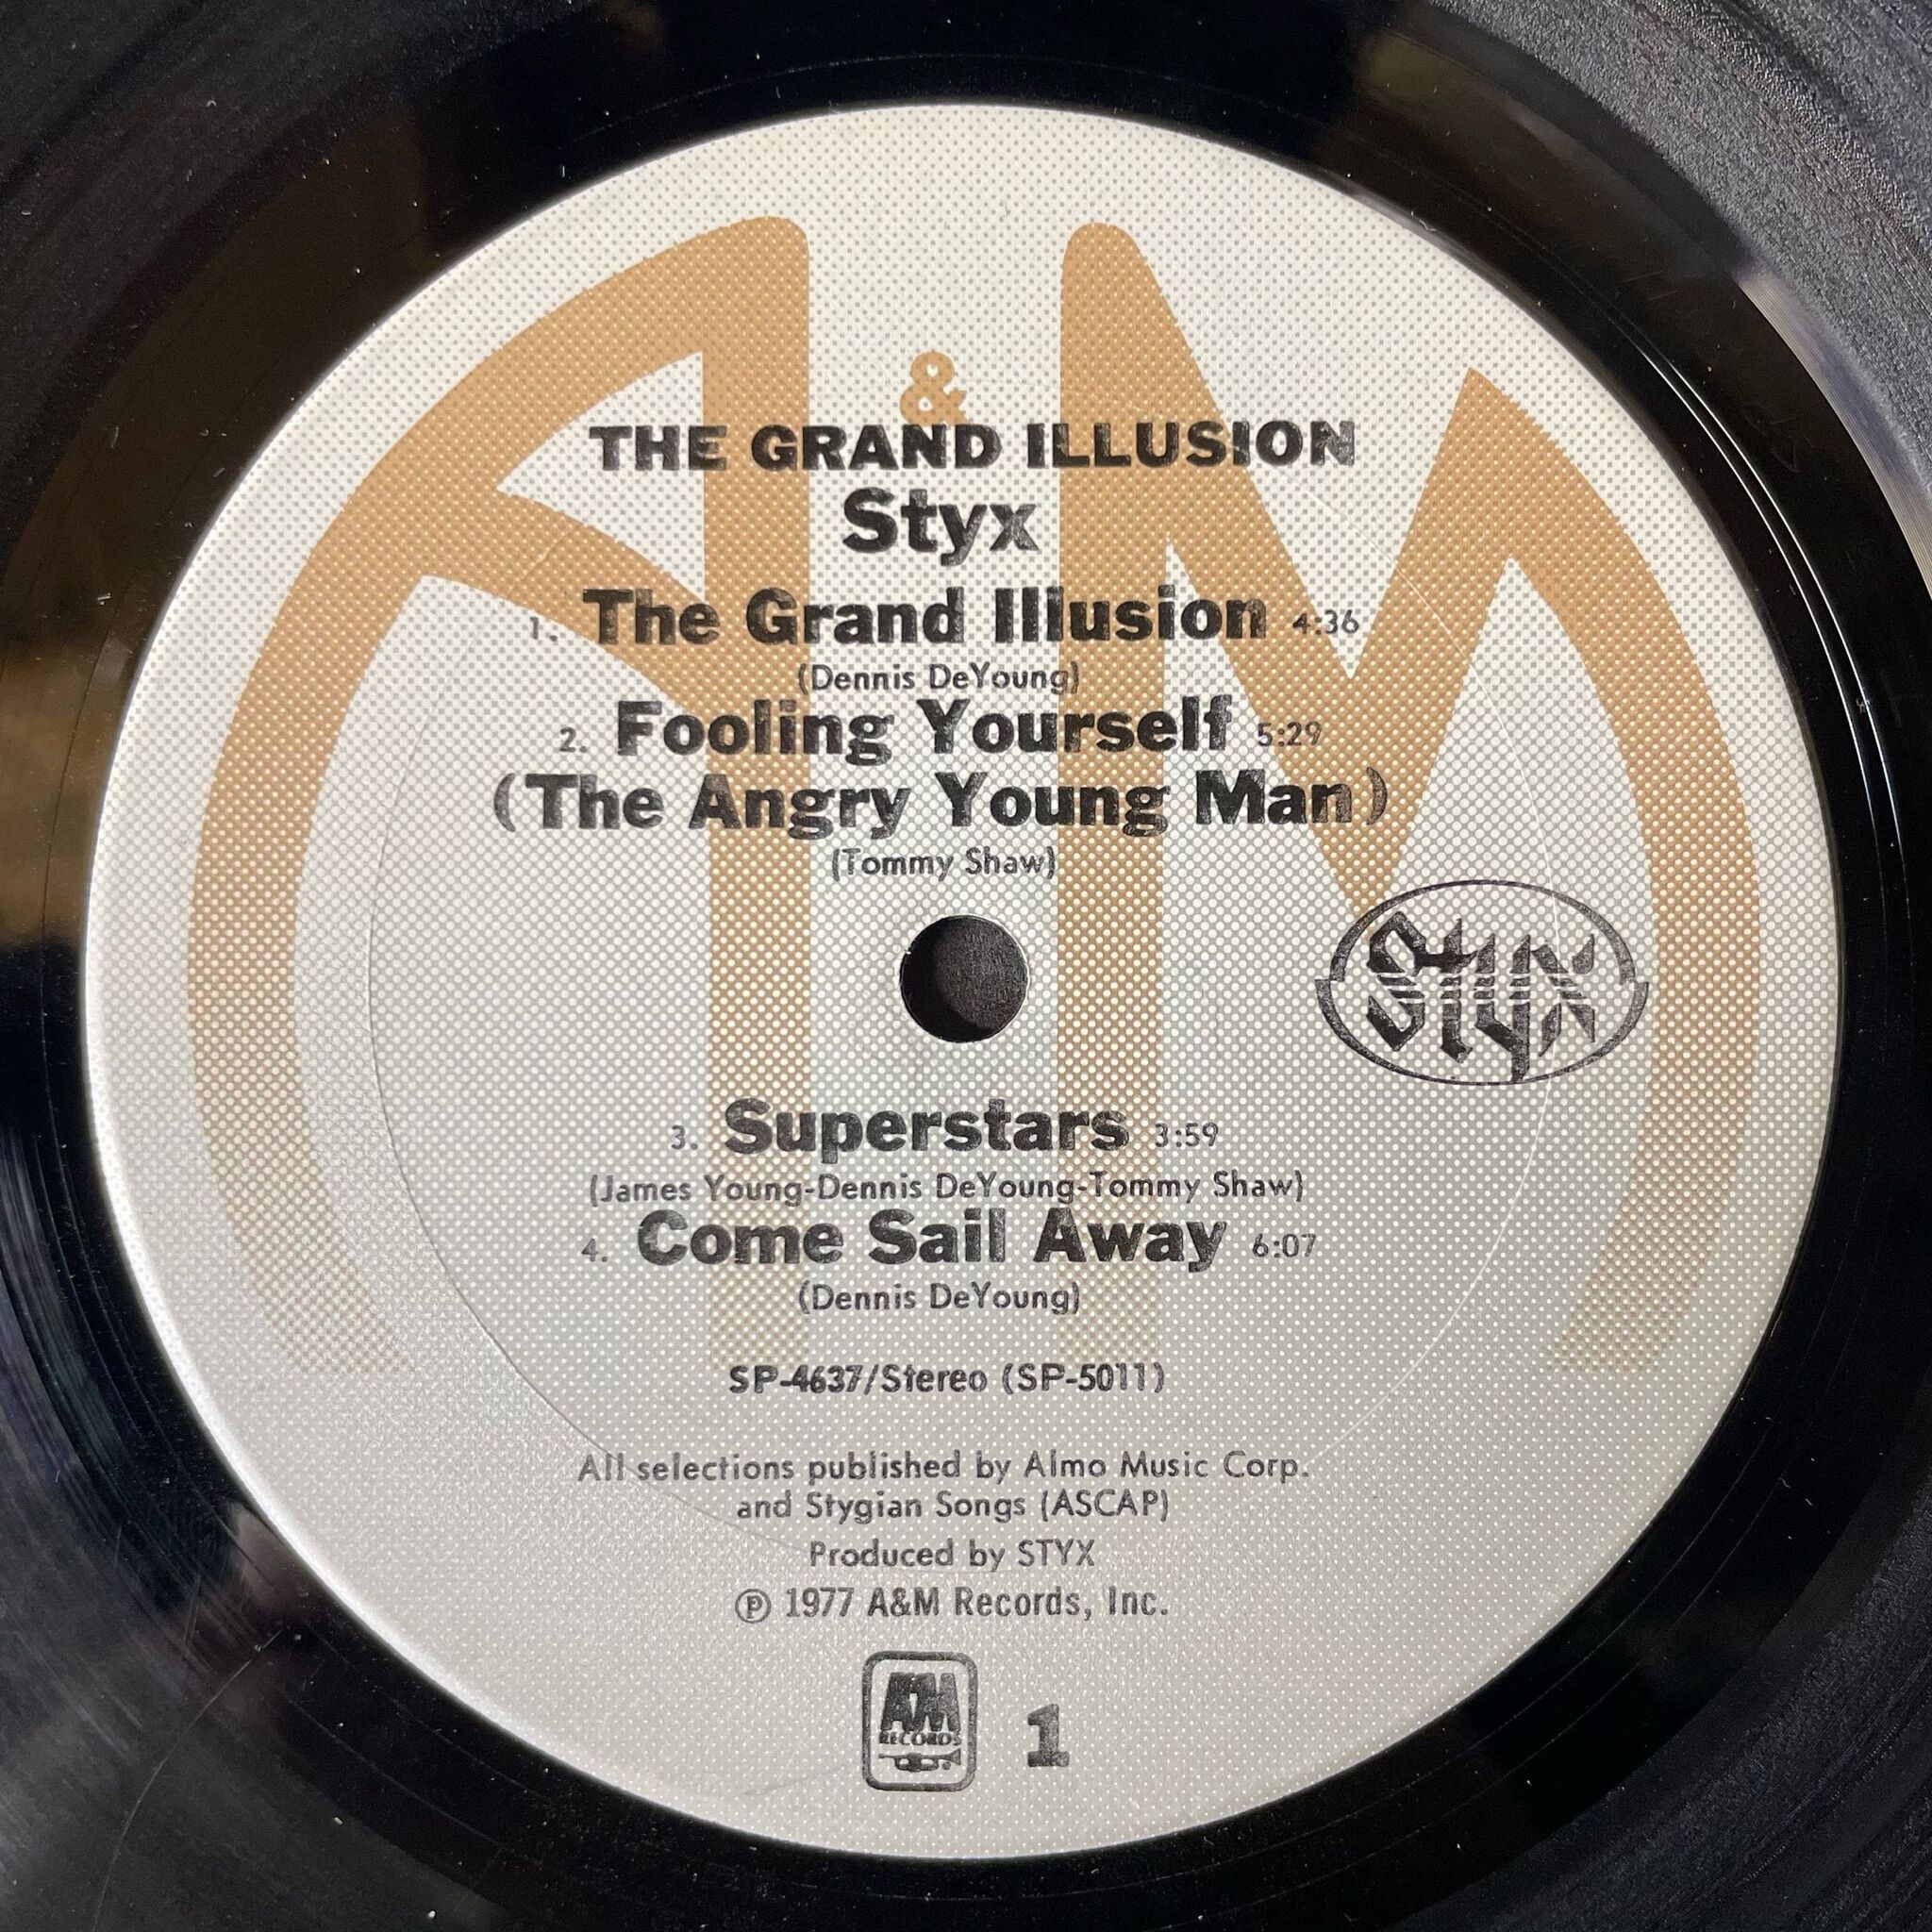 A&M
THE GRAND ILLUSION
Styx
1. The Grand Illusion 4:36
(Dennis DeYoung)
2. Fooling Yourself 5:29
(The Angry Young Man)
(Tommy Shaw)
Styx
3. Superstars 3:59
(James Young-Dennis DeYoung-Tommy Shaw)
4. Come Sail Away 6:07
(Dennis DeYoung)
SP-4637/Stereo (SP-5011)
All selections published by Almo Music Corp.
and Stygian Songs (ASCAP)
Produced by STYX
℗ 1977 A&M Records, Inc.
A&M
RECORDS
1